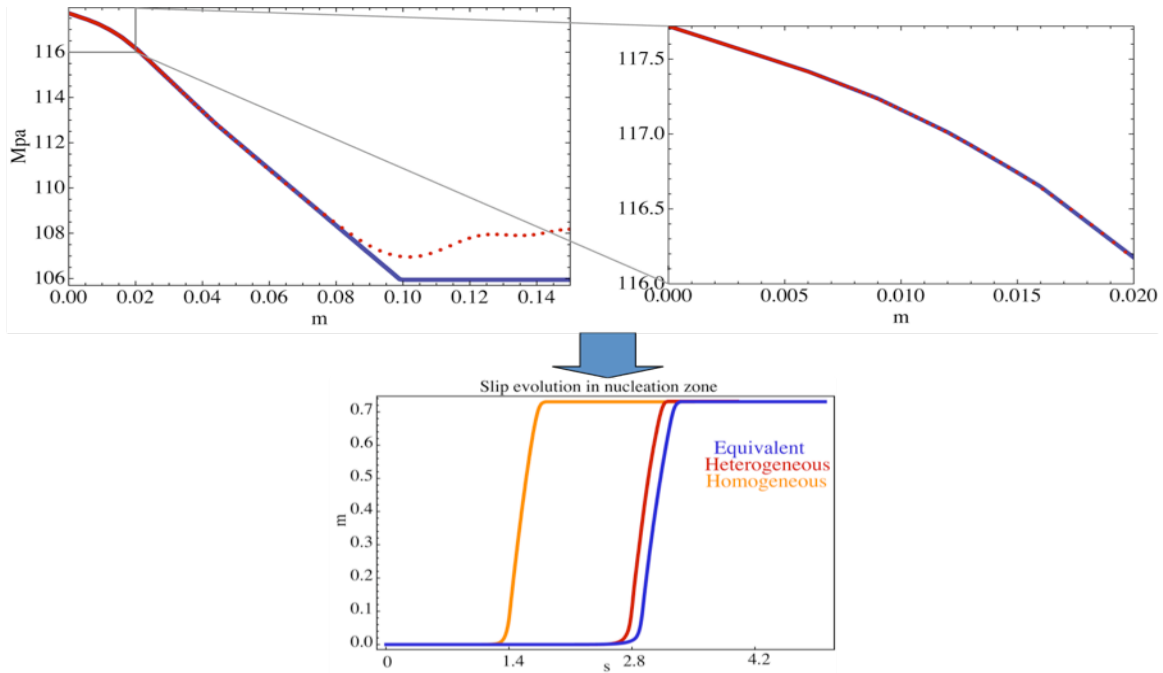 116
114
112
110
108
106
Mpa
0.00 0.02 0.04 0.06 0.08 0.10 0.12 0.14
m
117.5
117.0
116.5
116.0
0.000 0.005 0.010 0.015 0.020
m
Slip evolution in nucleation zone
0.7
0.6
0.5
0.4
0.3
0.2
0.1
0.0
m
Equivalent
Heterogeneous
Homogeneous
0 1.4 2.8 4.2
s